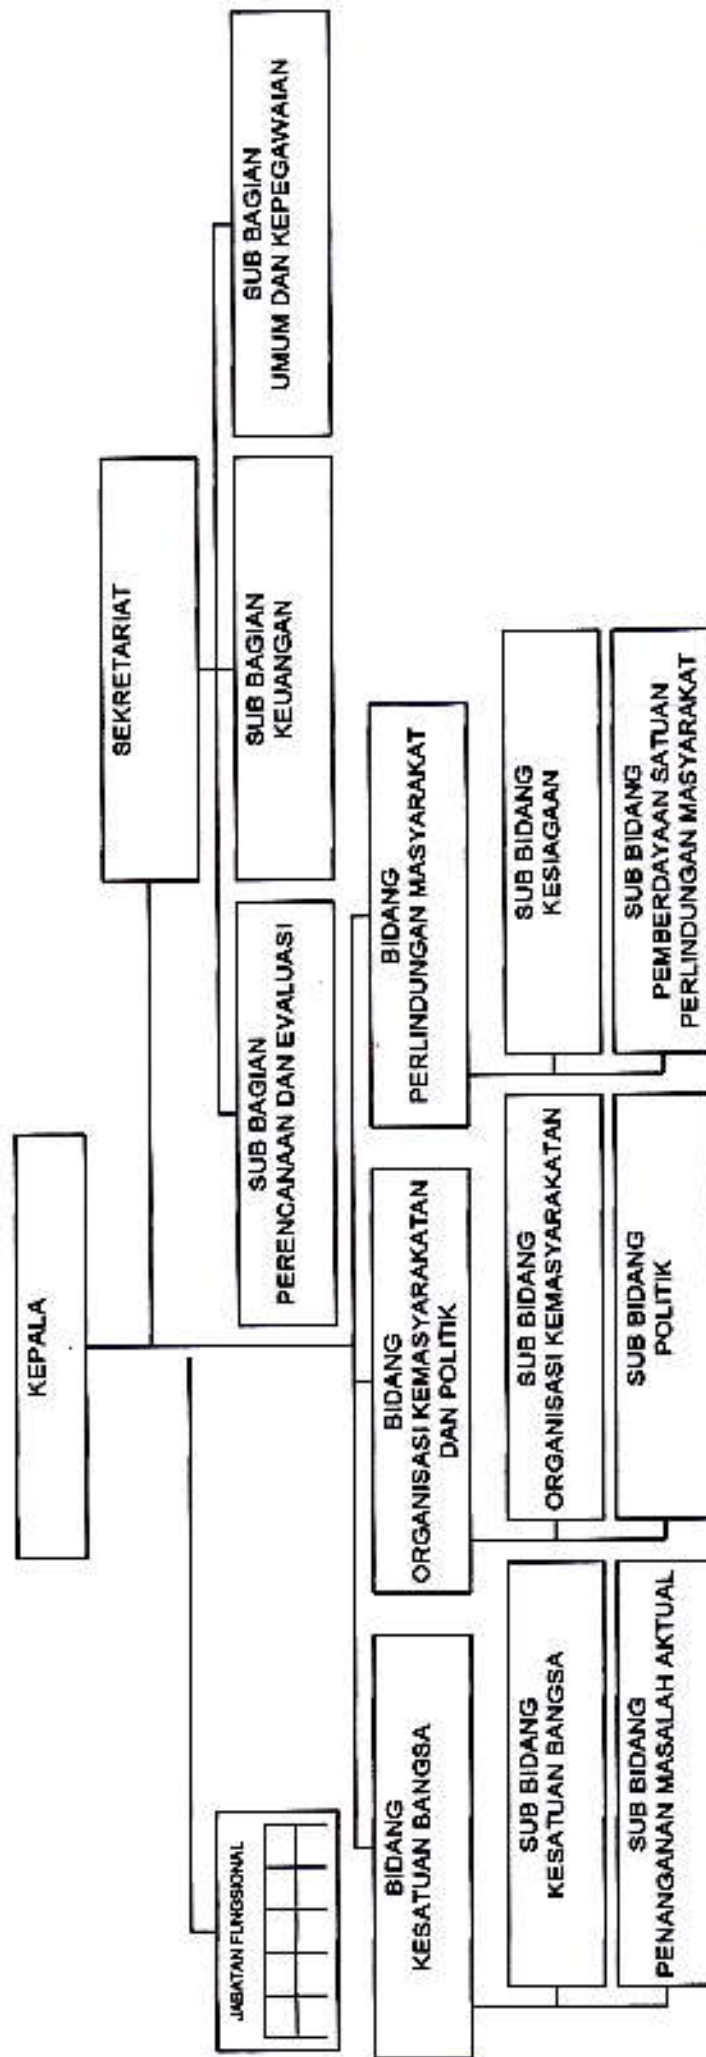 KEPALA
SEKRETARIAT
JABATAN FUNGSIONAL
SUB BAGIAN
PERENCANAAN DAN EVALUASI
SUB BAGIAN
KEUANGAN
SUB BAGIAN
UMUM DAN KEPEGAWAIAN
BIDANG
KESATUAN BANGSA
BIDANG
ORGANISASI KEMASYARAKATAN
DAN POLITIK
BIDANG
PERLINDUNGAN MASYARAKAT
SUB BIDANG
KESATUAN BANGSA
SUB BIDANG
ORGANISASI KEMASYARAKATAN
SUB BIDANG
KESIAGAAN
SUB BIDANG
PENANGANAN MASALAH AKTUAL
SUB BIDANG
POLITIK
SUB BIDANG
PEMBERDAYAAN SATUAN
PERLINDUNGAN MASYARAKAT